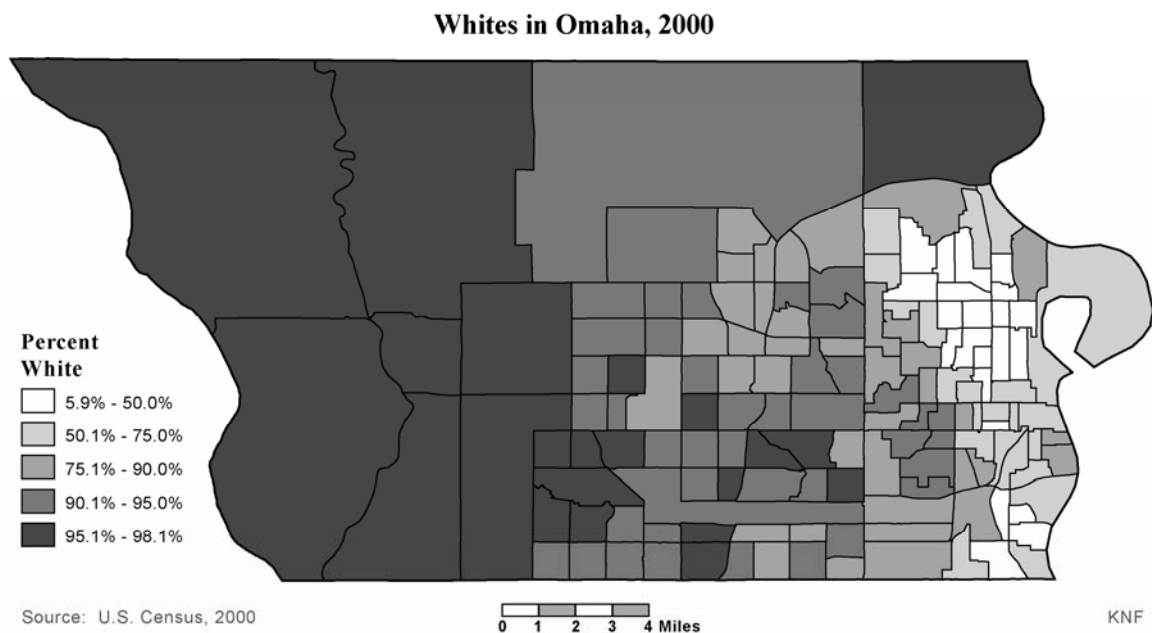 Whites in Omaha, 2000
Percent
White
5.9% - 50.0%
50.1% - 75.0%
75.1% - 90.0%
90.1% - 95.0%
95.1% - 98.1%
Source: U.S. Census, 2000
0 1 2 3 4 Miles
KNF